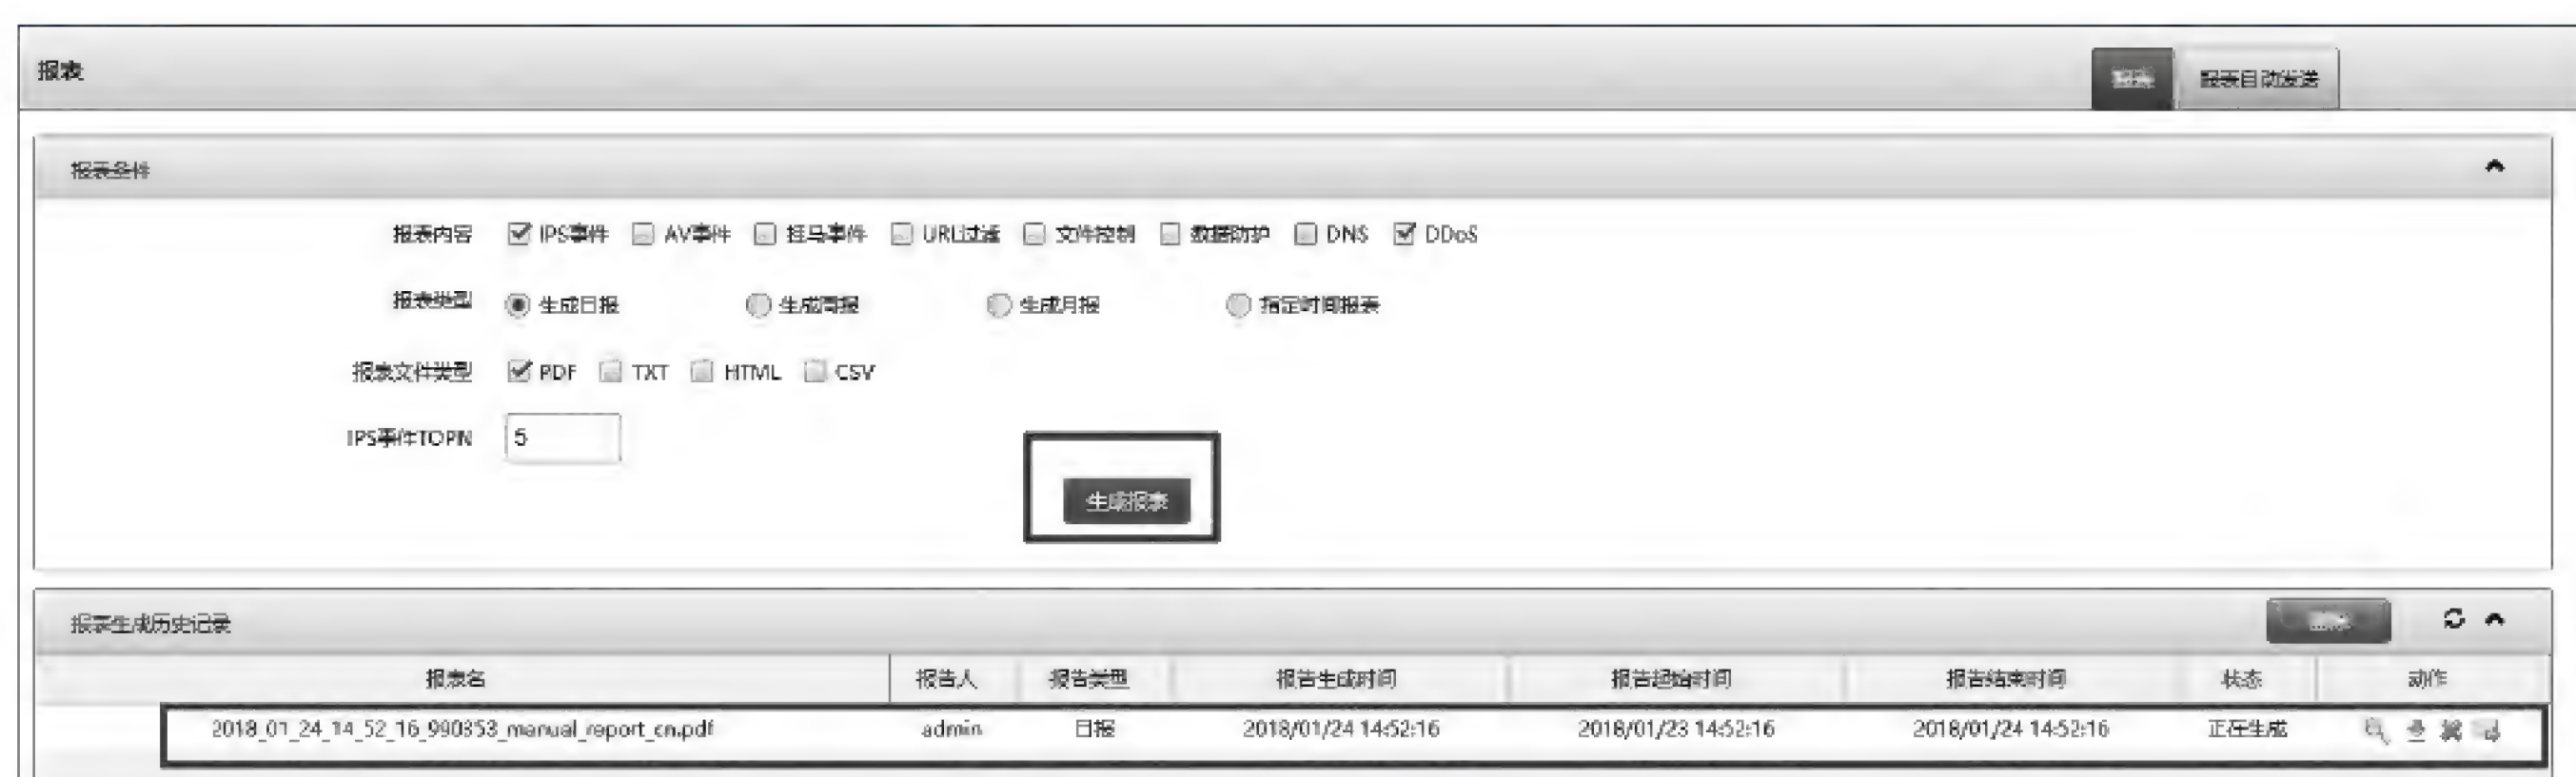 报表
报表 报表自动发送
报表条件
报表内容 IPS事件 AV事件 挂马事件 URL过滤 文件控制 数据防护 DNS DDoS
报表类型 生成日报 生成周报 生成月报 指定时间报表
报表文件类型 PDF TXT HTML CSV
IPS事件TOPN 5
生成报表
报表生成历史记录
报表名 报告人 报告类型 报告生成时间 报告起始时间 报告结束时间 状态 动作
2018_01_24_14_52_16_990353_manual_report_cn.pdf admin 日报 2018/01/24 14:52:16 2018/01/23 14:52:16 2018/01/24 14:52:16 正在生成